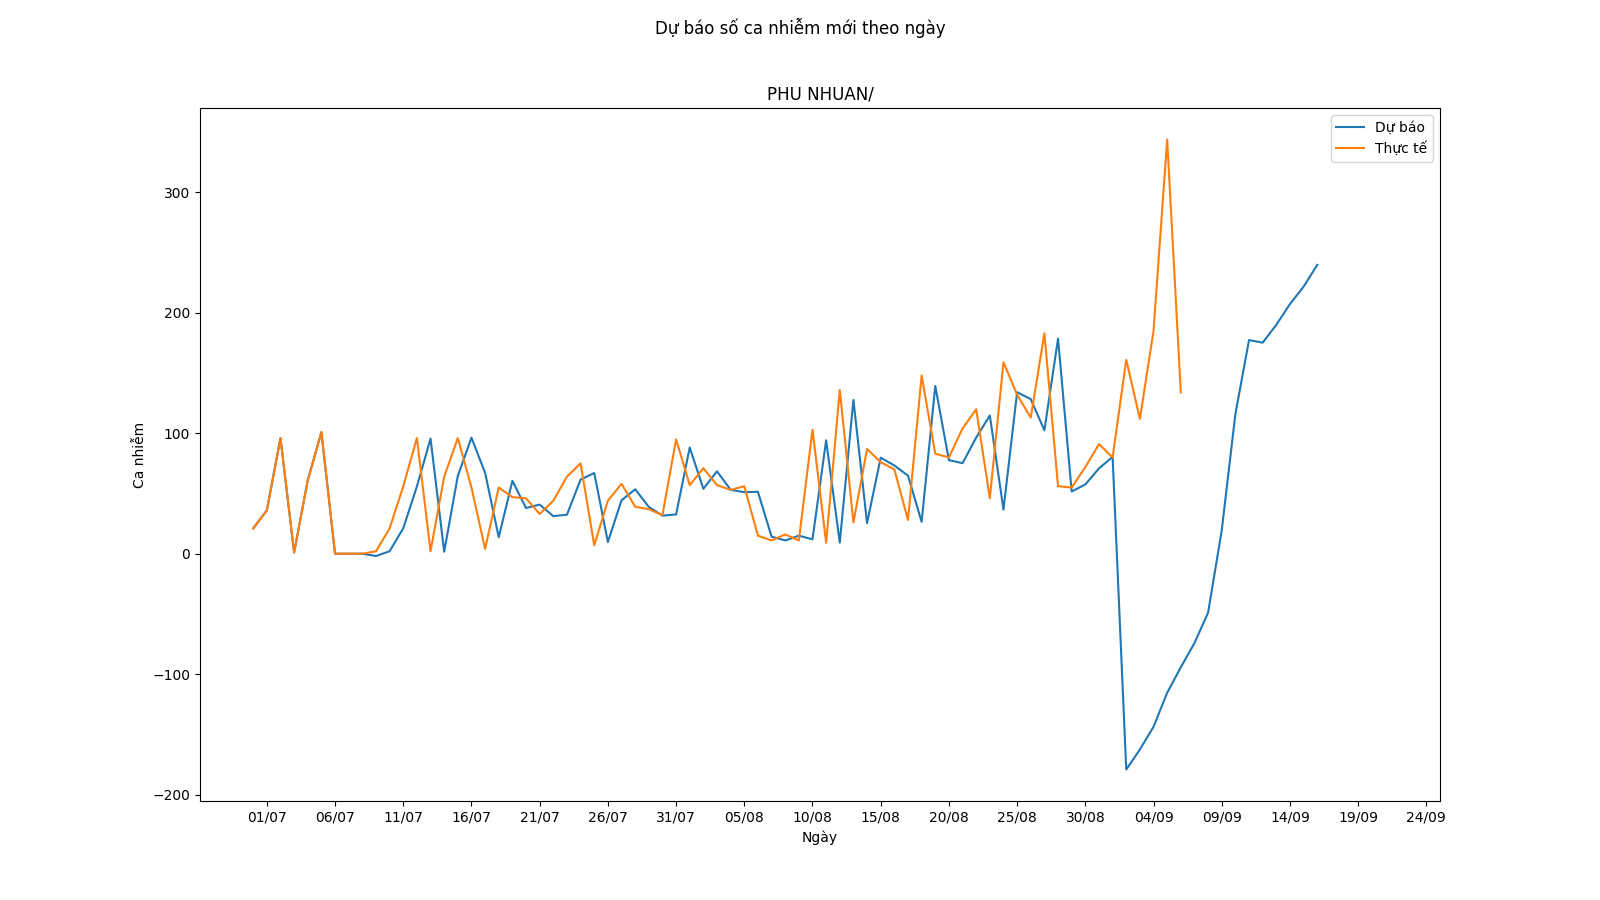 Dự báo số ca nhiễm mới theo ngày
PHU NHUAN/
Dự báo
Thực tế
Ca nhiễm
300
200
100
0
−100
−200
01/07 06/07 11/07 16/07 21/07 26/07 31/07 05/08 10/08 15/08 20/08 25/08 30/08 04/09 09/09 14/09 19/09 24/09
Ngày